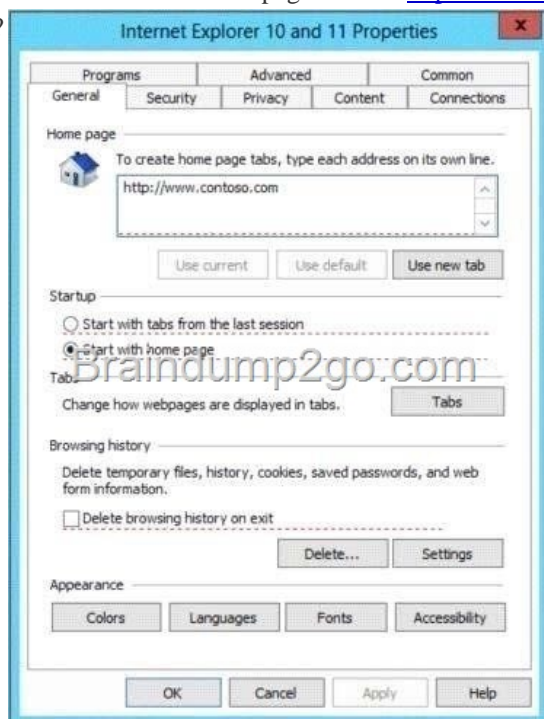 Internet Explorer 10 and 11 Properties
x
Programs Advanced Common
General Security Privacy Content Connections
Home page
To create home page tabs, type each address on its own line.
http://www.contoso.com
Use current Use default Use new tab
Startup
Start with tabs from the last session
Start with home page
Braindump2go.com
Tabs
Change how webpages are displayed in tabs. Tabs
Browsing history
Delete temporary files, history, cookies, saved passwords, and web
form information.
Delete browsing history on exit
Delete... Settings
Appearance
Colors Languages Fonts Accessibility
OK Cancel Apply Help